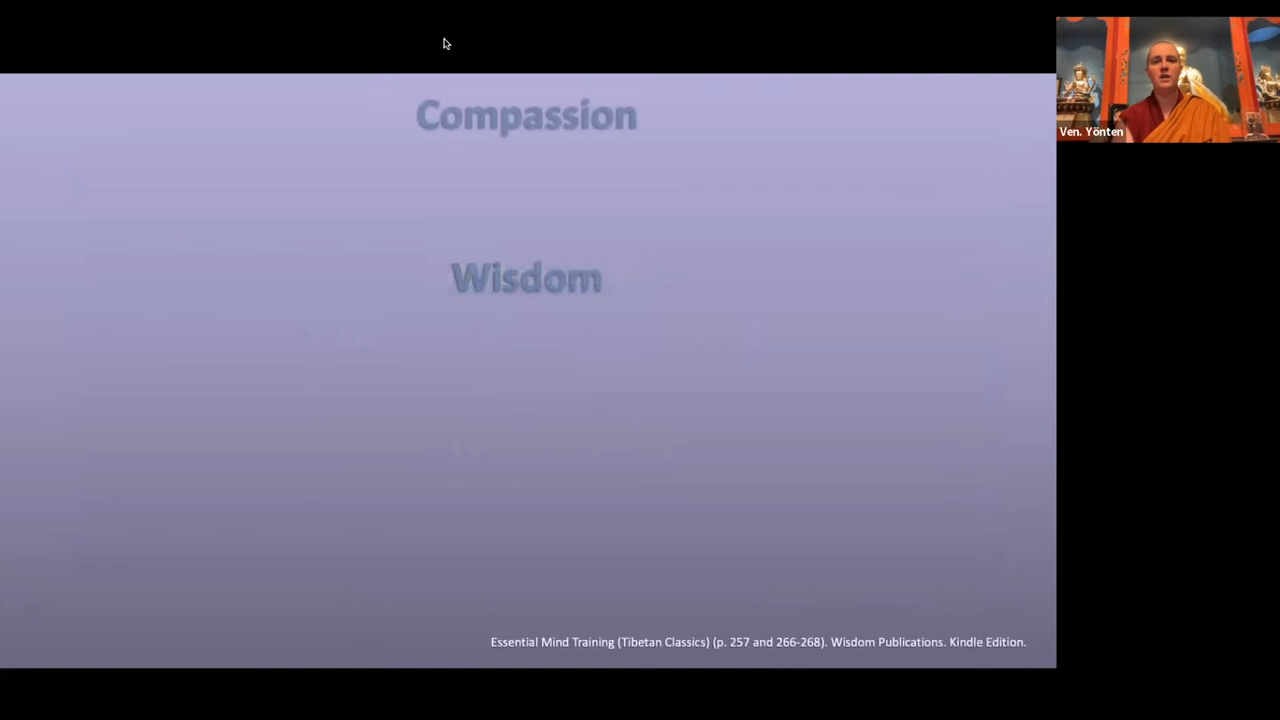 Compassion
Ven. Yönten
Wisdom
Essential Mind Training (Tibetan Classics) (p. 257 and 266-268). Wisdom Publications. Kindle Edition.